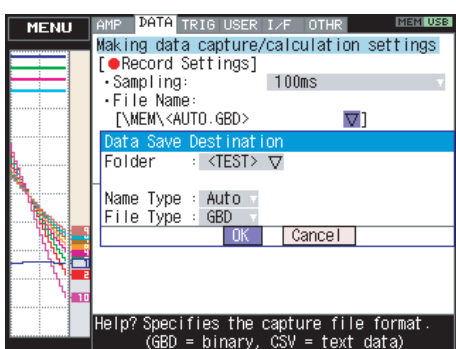 MENU
AMP DATA TRIG USER I/F OTHR MEM USB
Making data capture/calculation settings
[●Record Settings]
・Sampling: 100ms
・File Name:
[\MEM\<AUTO.GBD> ▽]
Data Save Destination
Folder : <TEST> ▽
Name Type : Auto
File Type : GBD
OK Cancel
10
Help? Specifies the capture file format.
(GBD = binary, CSV = text data)